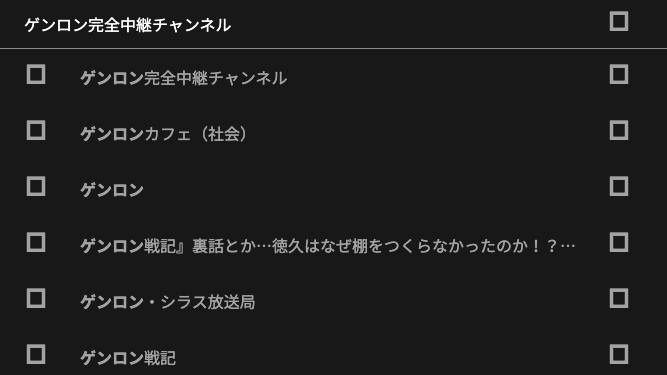 ゲンロン完全中継チャンネル
ゲンロン完全中継チャンネル
ゲンロンカフェ（社会）
ゲンロン
ゲンロン戦記』裏話とか…徳久はなぜ棚をつくらなかったのか！？…
ゲンロン・シラス放送局
ゲンロン戦記